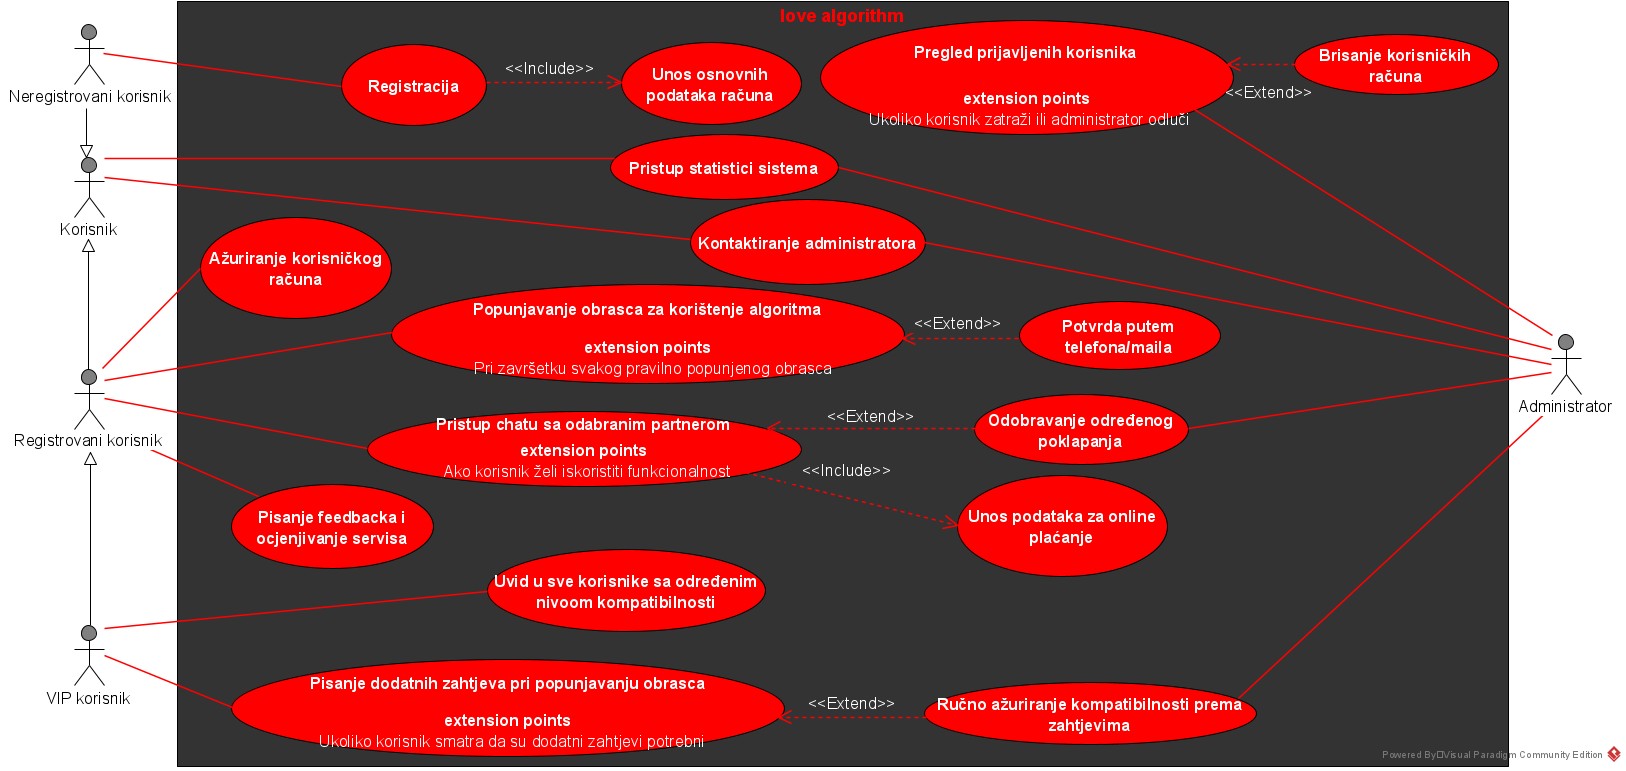 love algorithm
Neregistrovani korisnik
Registracija
<<Include>>
Unos osnovnih
podataka računa
Pregled prijavljenih korisnika
extension points
Ukoliko korisnik zatraži ili administrator odluči
<<Extend>>
Brisanje korisničkih
računa
Korisnik
Pristup statistici sistema
Kontaktiranje administratora
Ažuriranje korisničkog
računa
Popunjavanje obrasca za korištenje algoritma
extension points
Pri završetku svakog pravilno popunjenog obrasca
<<Extend>>
Potvrda putem
telefona/maila
Administrator
Registrovani korisnik
Pristup chatu sa odabranim partnerom
extension points
Ako korisnik želi iskoristiti funkcionalnost
<<Extend>>
Odobravanje određenog
poklapanja
<<Include>>
Unos podataka za online
plaćanje
Pisanje feedbacka i
ocjenjivanje servisa
Uvid u sve korisnike sa određenim
nivoom kompatibilnosti
VIP korisnik
Pisanje dodatnih zahtjeva pri popunjavanju obrasca
extension points
Ukoliko korisnik smatra da su dodatni zahtjevi potrebni
<<Extend>>
Ručno ažuriranje kompatibilnosti prema
zahtjevima
Powered By□Visual Paradigm Community Edition